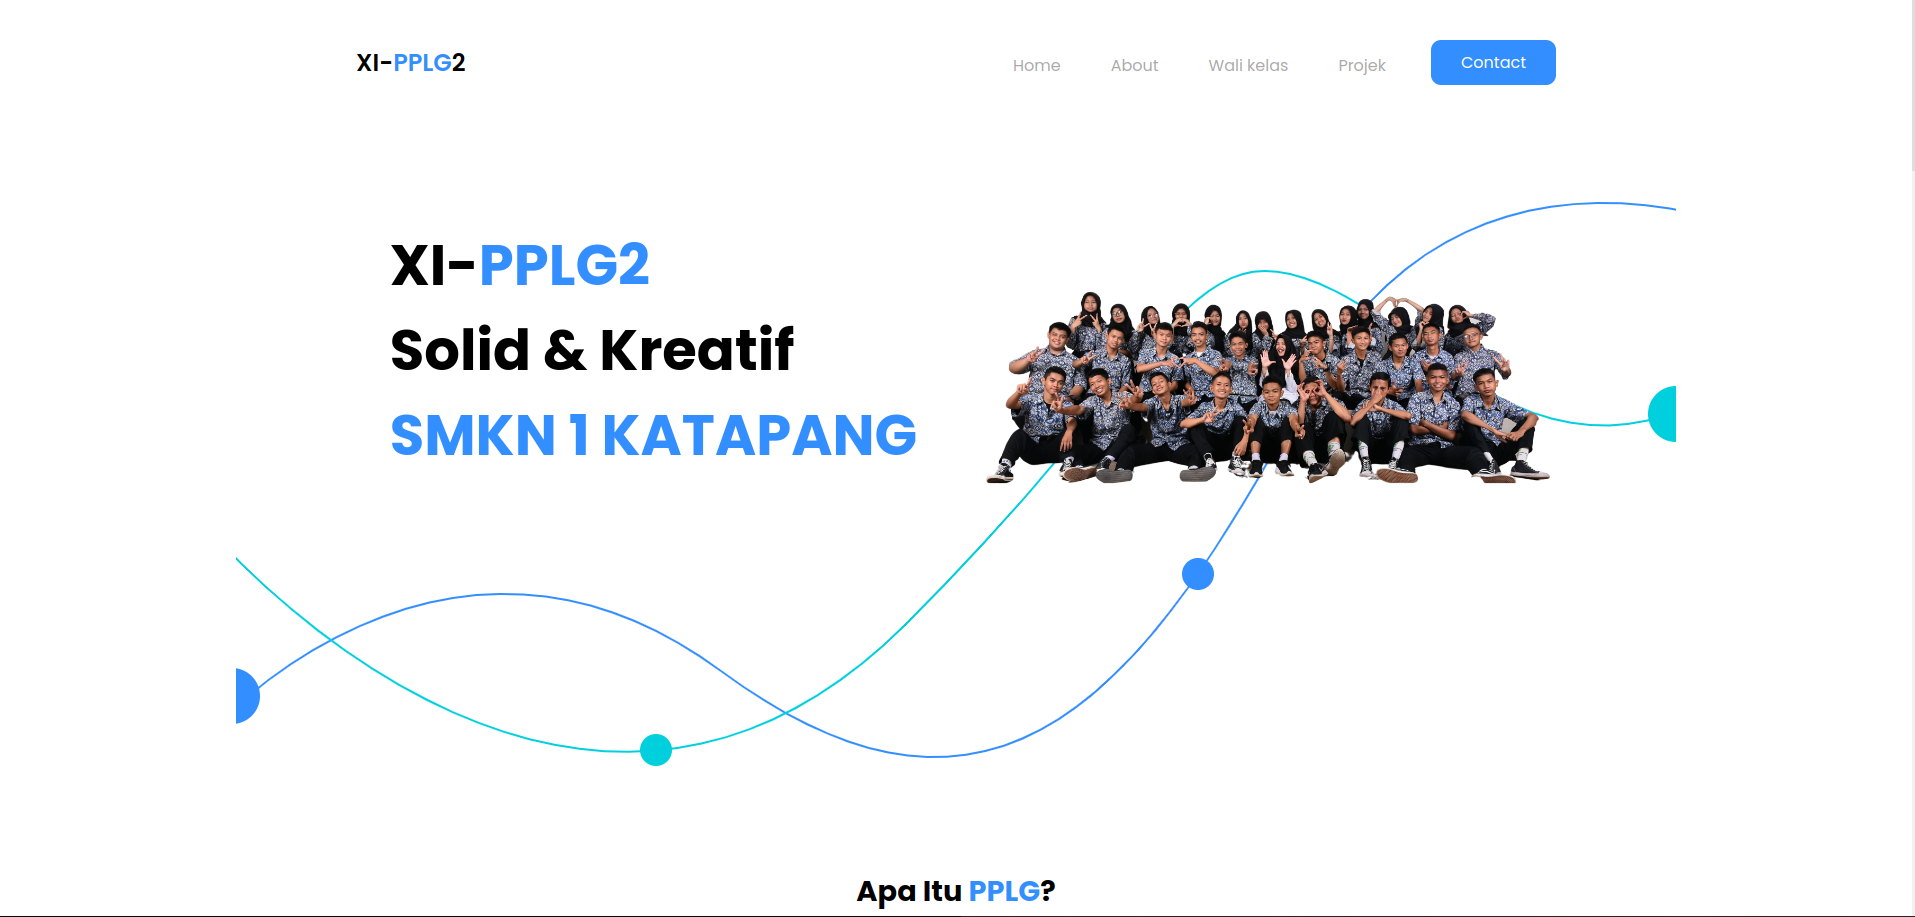 XI-PPLG2
Home About Wali kelas Projek Contact
XI-PPLG2
Solid & Kreatif
SMKN 1 KATAPANG
Apa Itu PPLG?